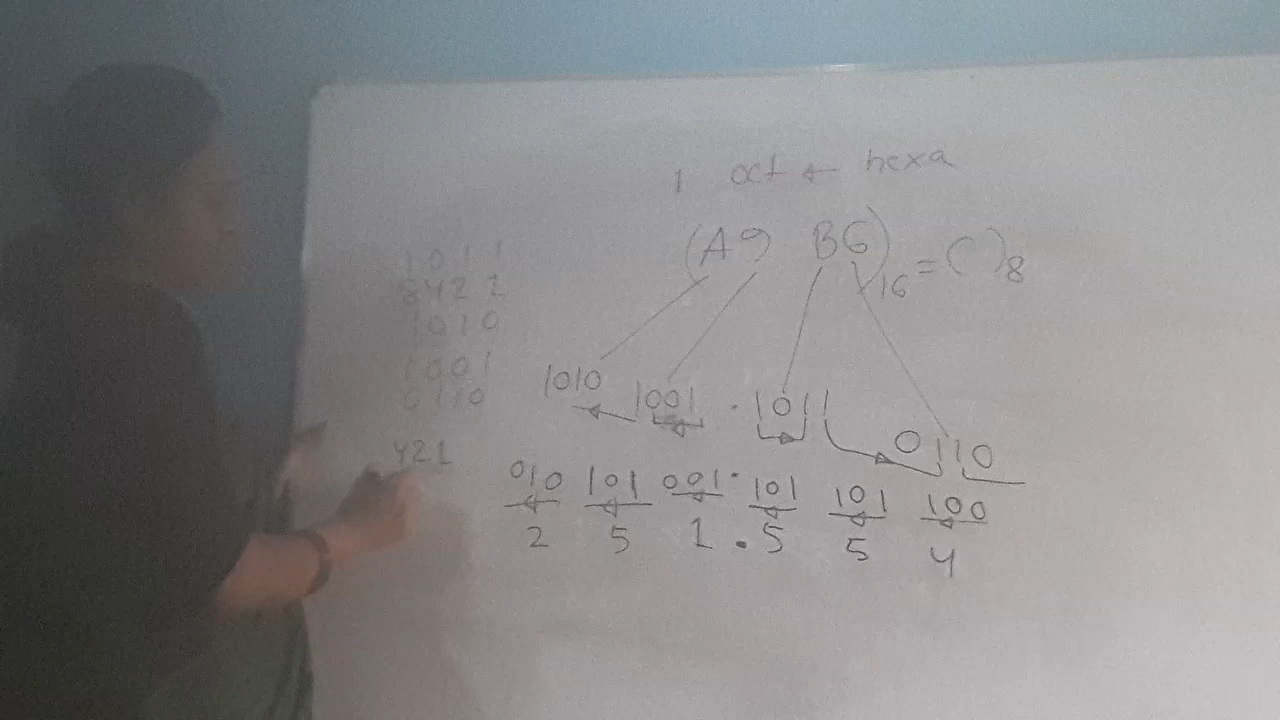 1 oct ← hexa
(A9 B6)16 = ( )8
1011
8421
1010
1001
0110
1010 1001 . 1011 0110
421
010 101 001 . 101 101 100
2 5 1 . 5 5 4